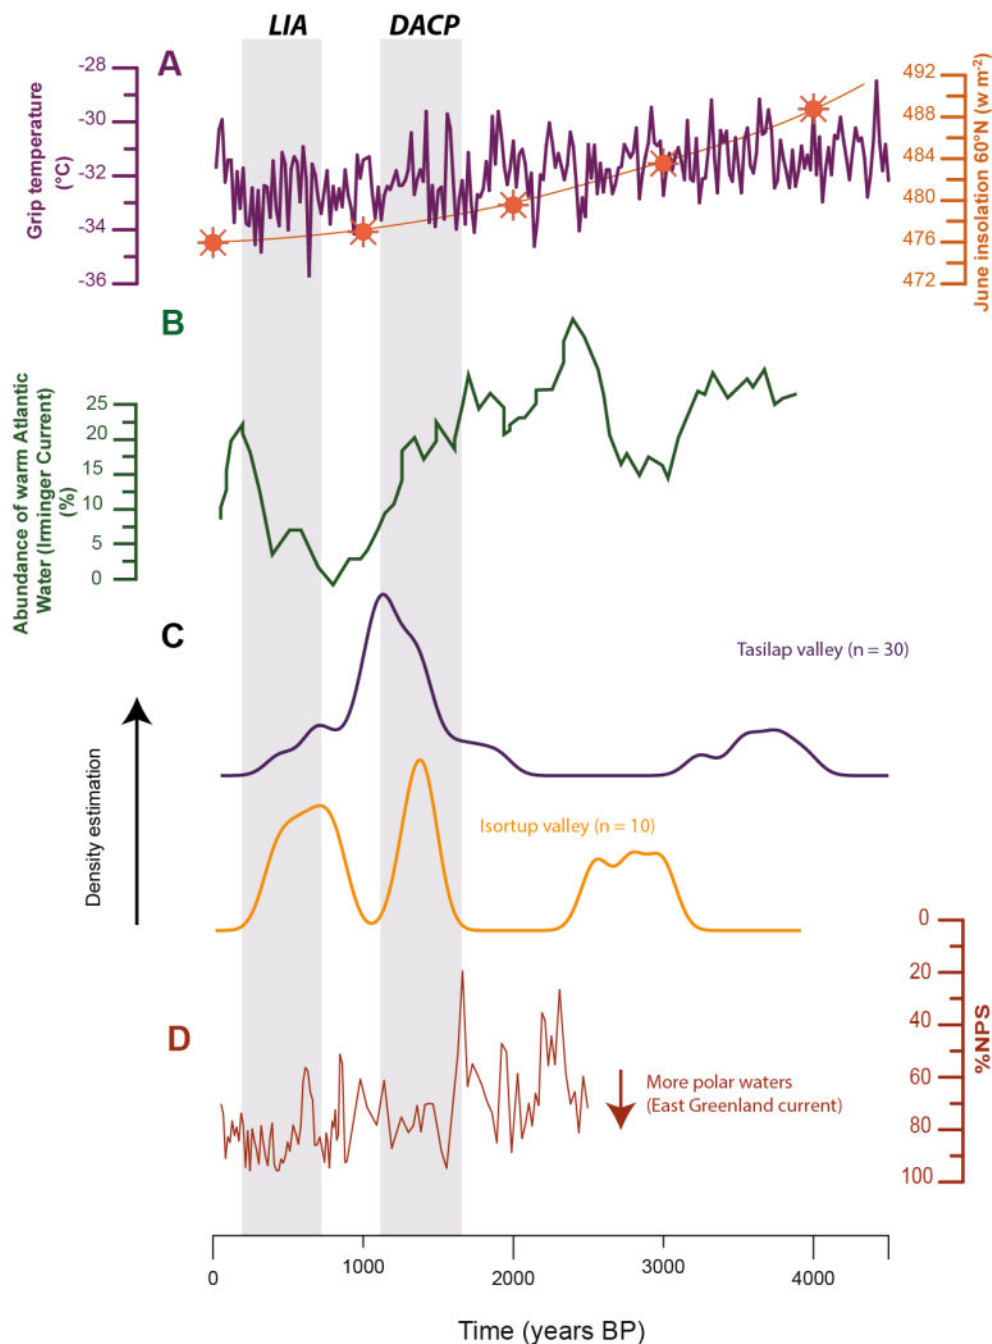 LIA
DACP
A
-28
-30
-32
-34
-36
Grip temperature
(°C)
492
488
484
480
476
472
June insolation 60°N (w m-2)
B
25
20
15
10
5
0
Abundance of warm Atlantic
Water (Irminger Current)
(%)
C
Tasilap valley (n = 30)
Density estimation
Isortup valley (n = 10)
D
0
20
40
60
80
100
%NPS
More polar waters
(East Greenland current)
0
1000
2000
3000
4000
Time (years BP)